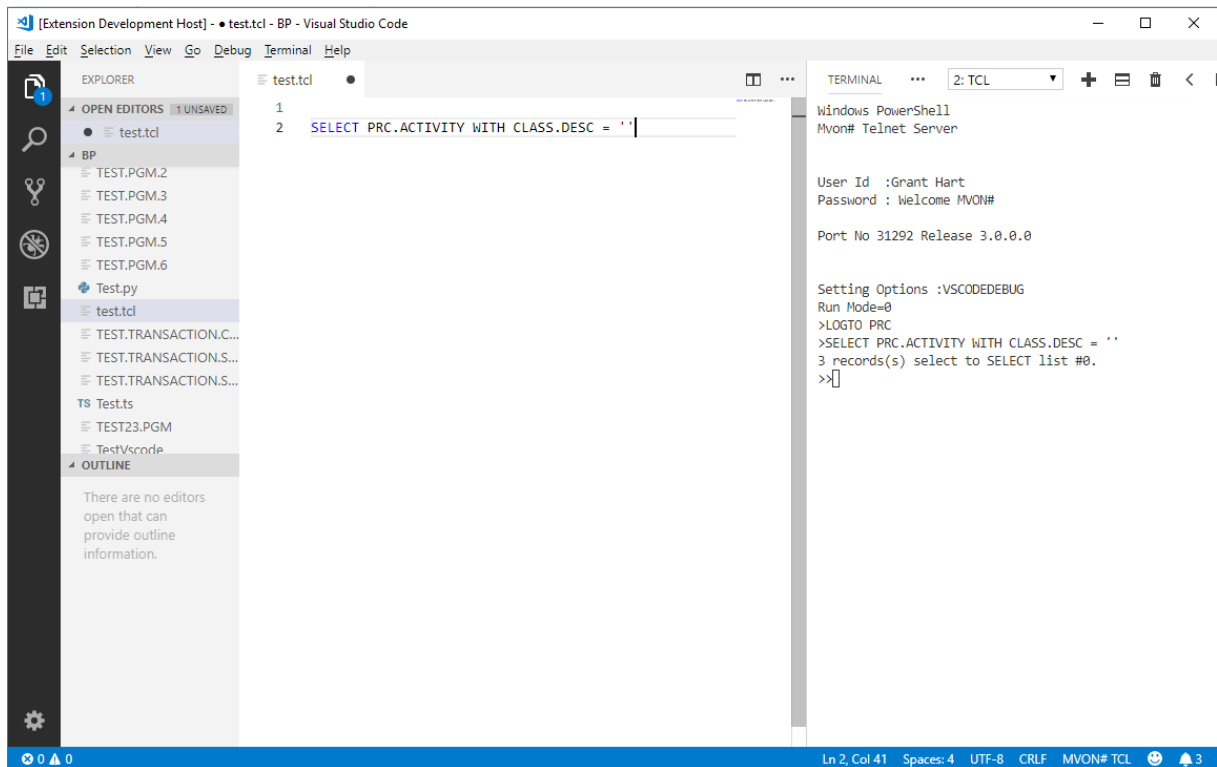 [Extension Development Host] - ● test.tcl - BP - Visual Studio Code
File Edit Selection View Go Debug Terminal Help
1
EXPLORER
OPEN EDITORS 1 UNSAVED
● test.tcl
BP
TEST.PGM.2
TEST.PGM.3
TEST.PGM.4
TEST.PGM.5
TEST.PGM.6
Test.py
test.tcl
TEST.TRANSACTION.C...
TEST.TRANSACTION.S...
TEST.TRANSACTION.S...
TS Test.ts
TEST23.PGM
TestVscode
OUTLINE
There are no editors
open that can
provide outline
information.
test.tcl ●
1
2 SELECT PRC.ACTIVITY WITH CLASS.DESC = ''
TERMINAL ... 2: TCL
Windows PowerShell
Mvon# Telnet Server
User Id :Grant Hart
Password : Welcome MVON#
Port No 31292 Release 3.0.0.0
Setting Options :VSCODEDEBUG
Run Mode=0
>LOGTO PRC
>SELECT PRC.ACTIVITY WITH CLASS.DESC = ''
3 records(s) select to SELECT list #0.
>>
0 0 Ln 2, Col 41 Spaces: 4 UTF-8 CRLF MVON# TCL 3